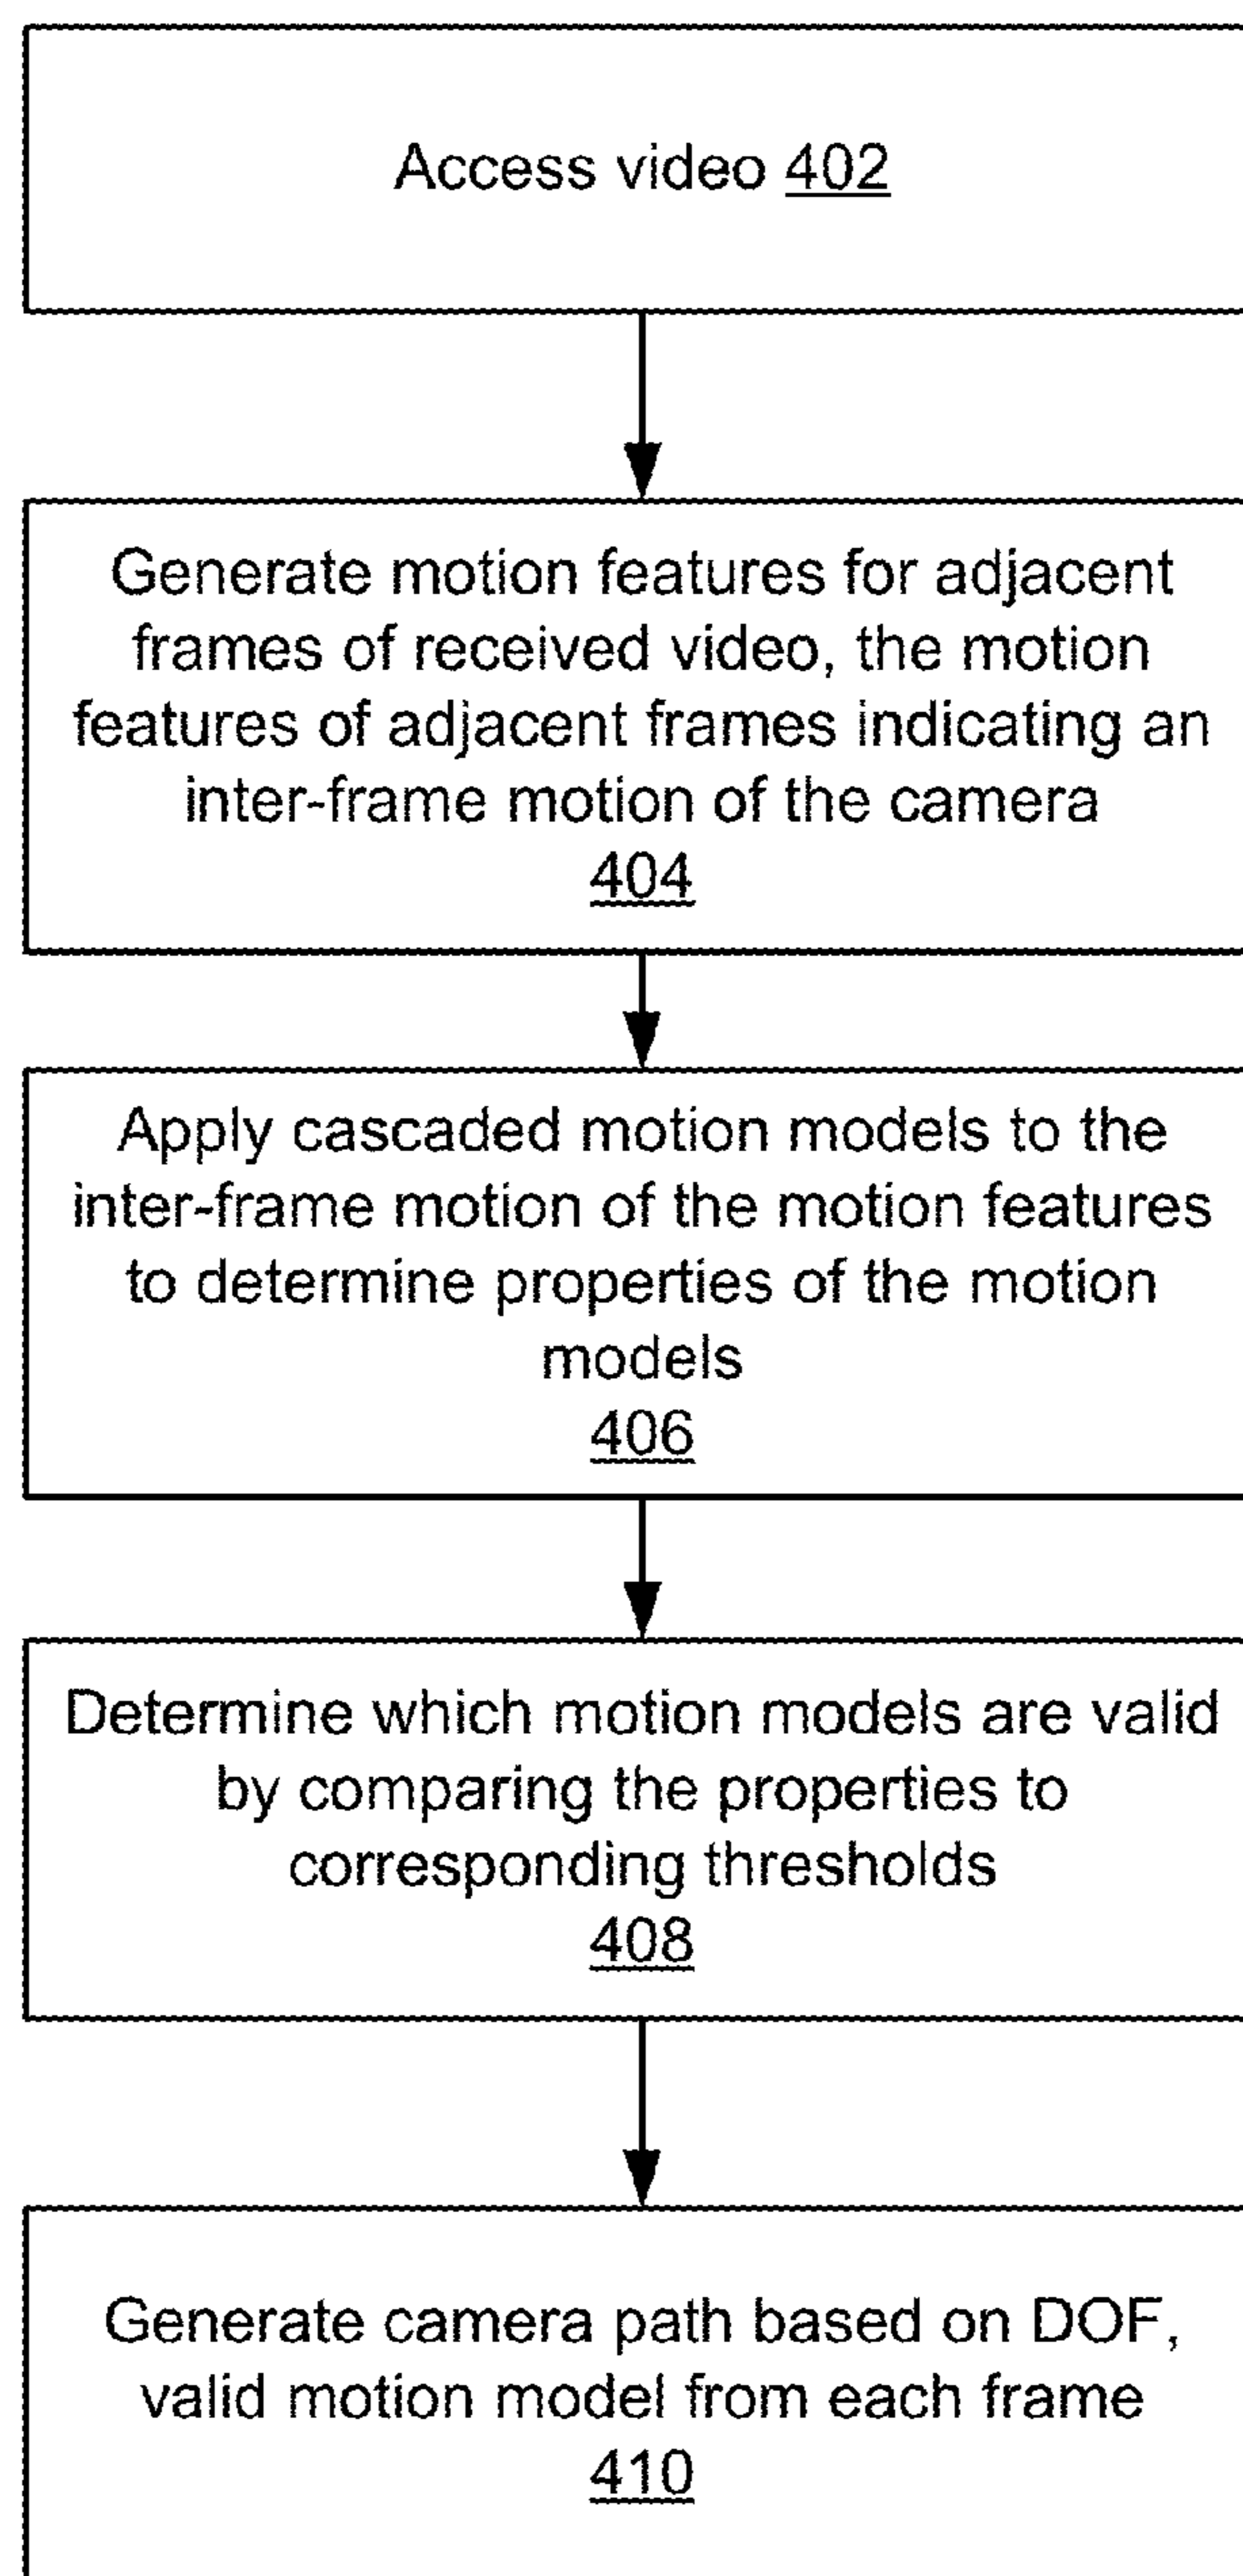 Access video 402
Generate motion features for adjacent
frames of received video, the motion
features of adjacent frames indicating an
inter-frame motion of the camera
404
Apply cascaded motion models to the
inter-frame motion of the motion features
to determine properties of the motion
models
406
Determine which motion models are valid
by comparing the properties to
corresponding thresholds
408
Generate camera path based on DOF,
valid motion model from each frame
410